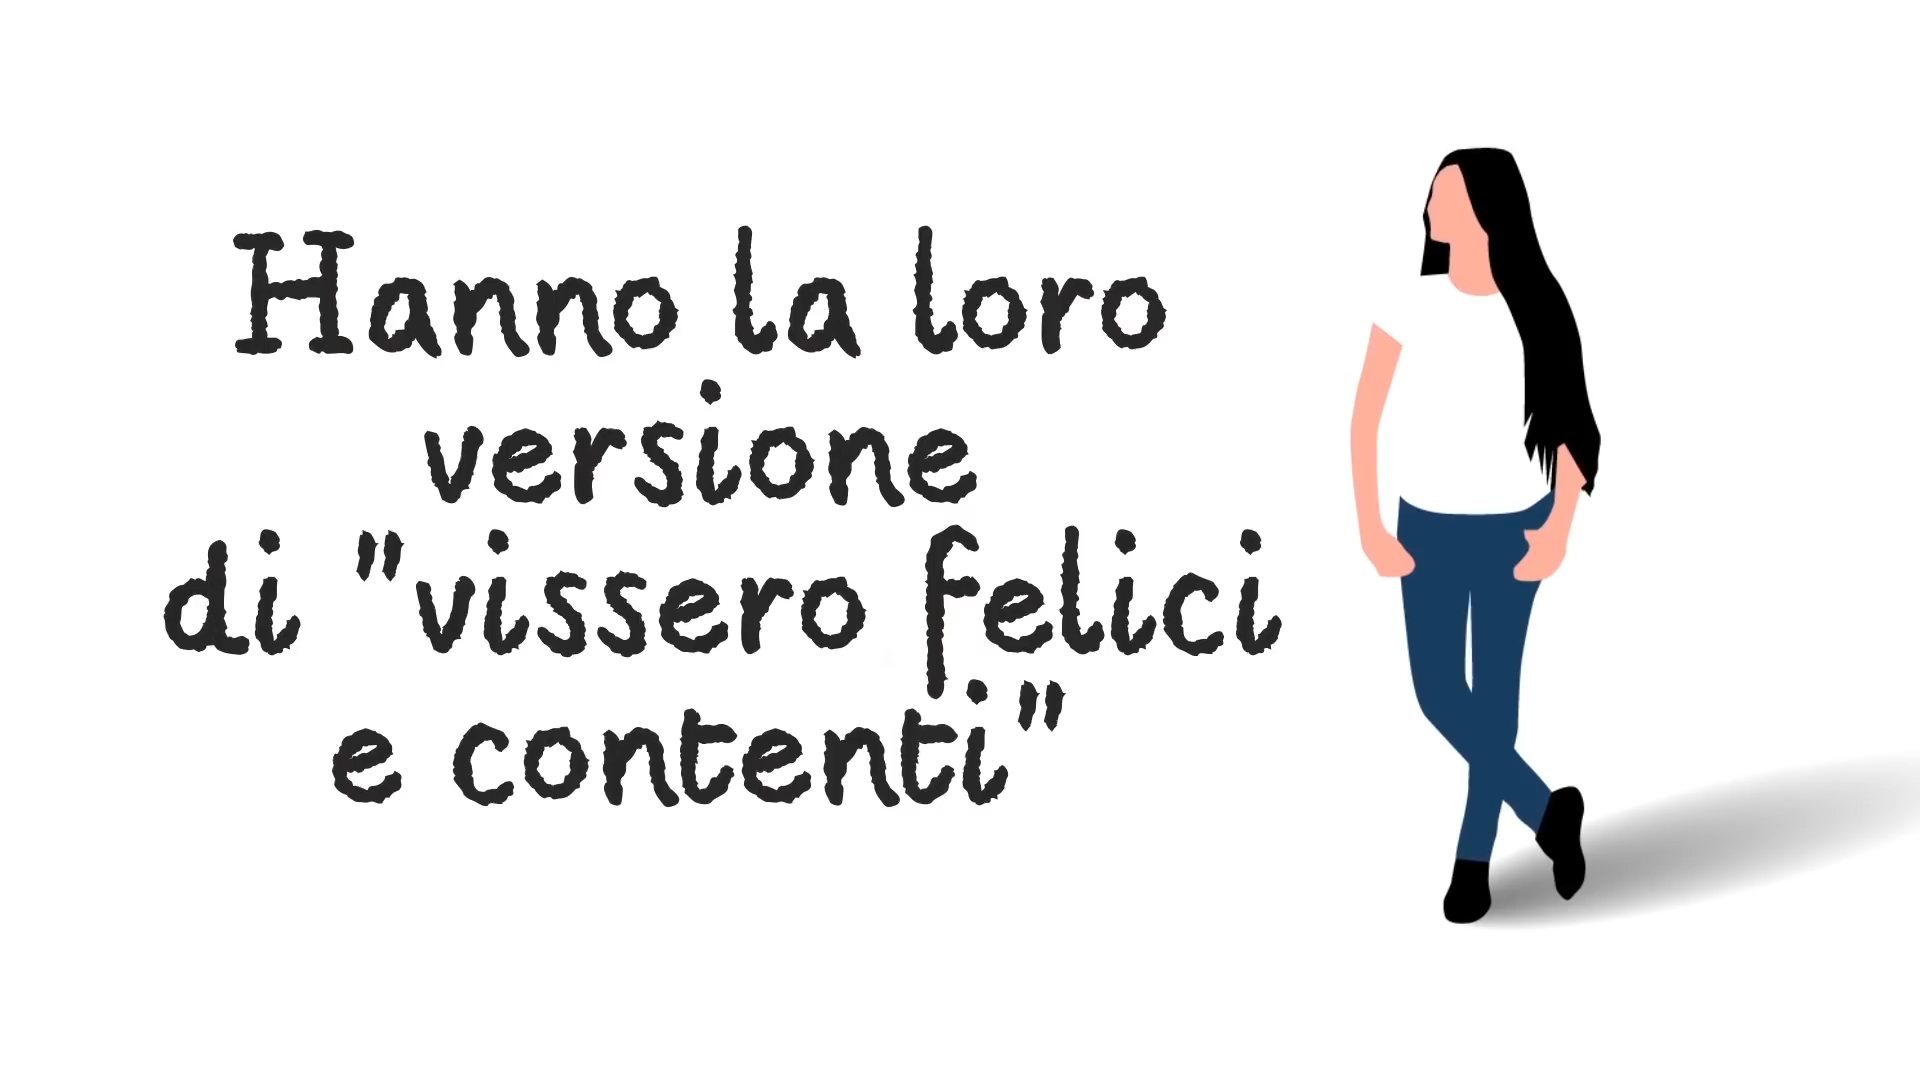 Hanno la loro
versione
di "vissero felici
e contenti"